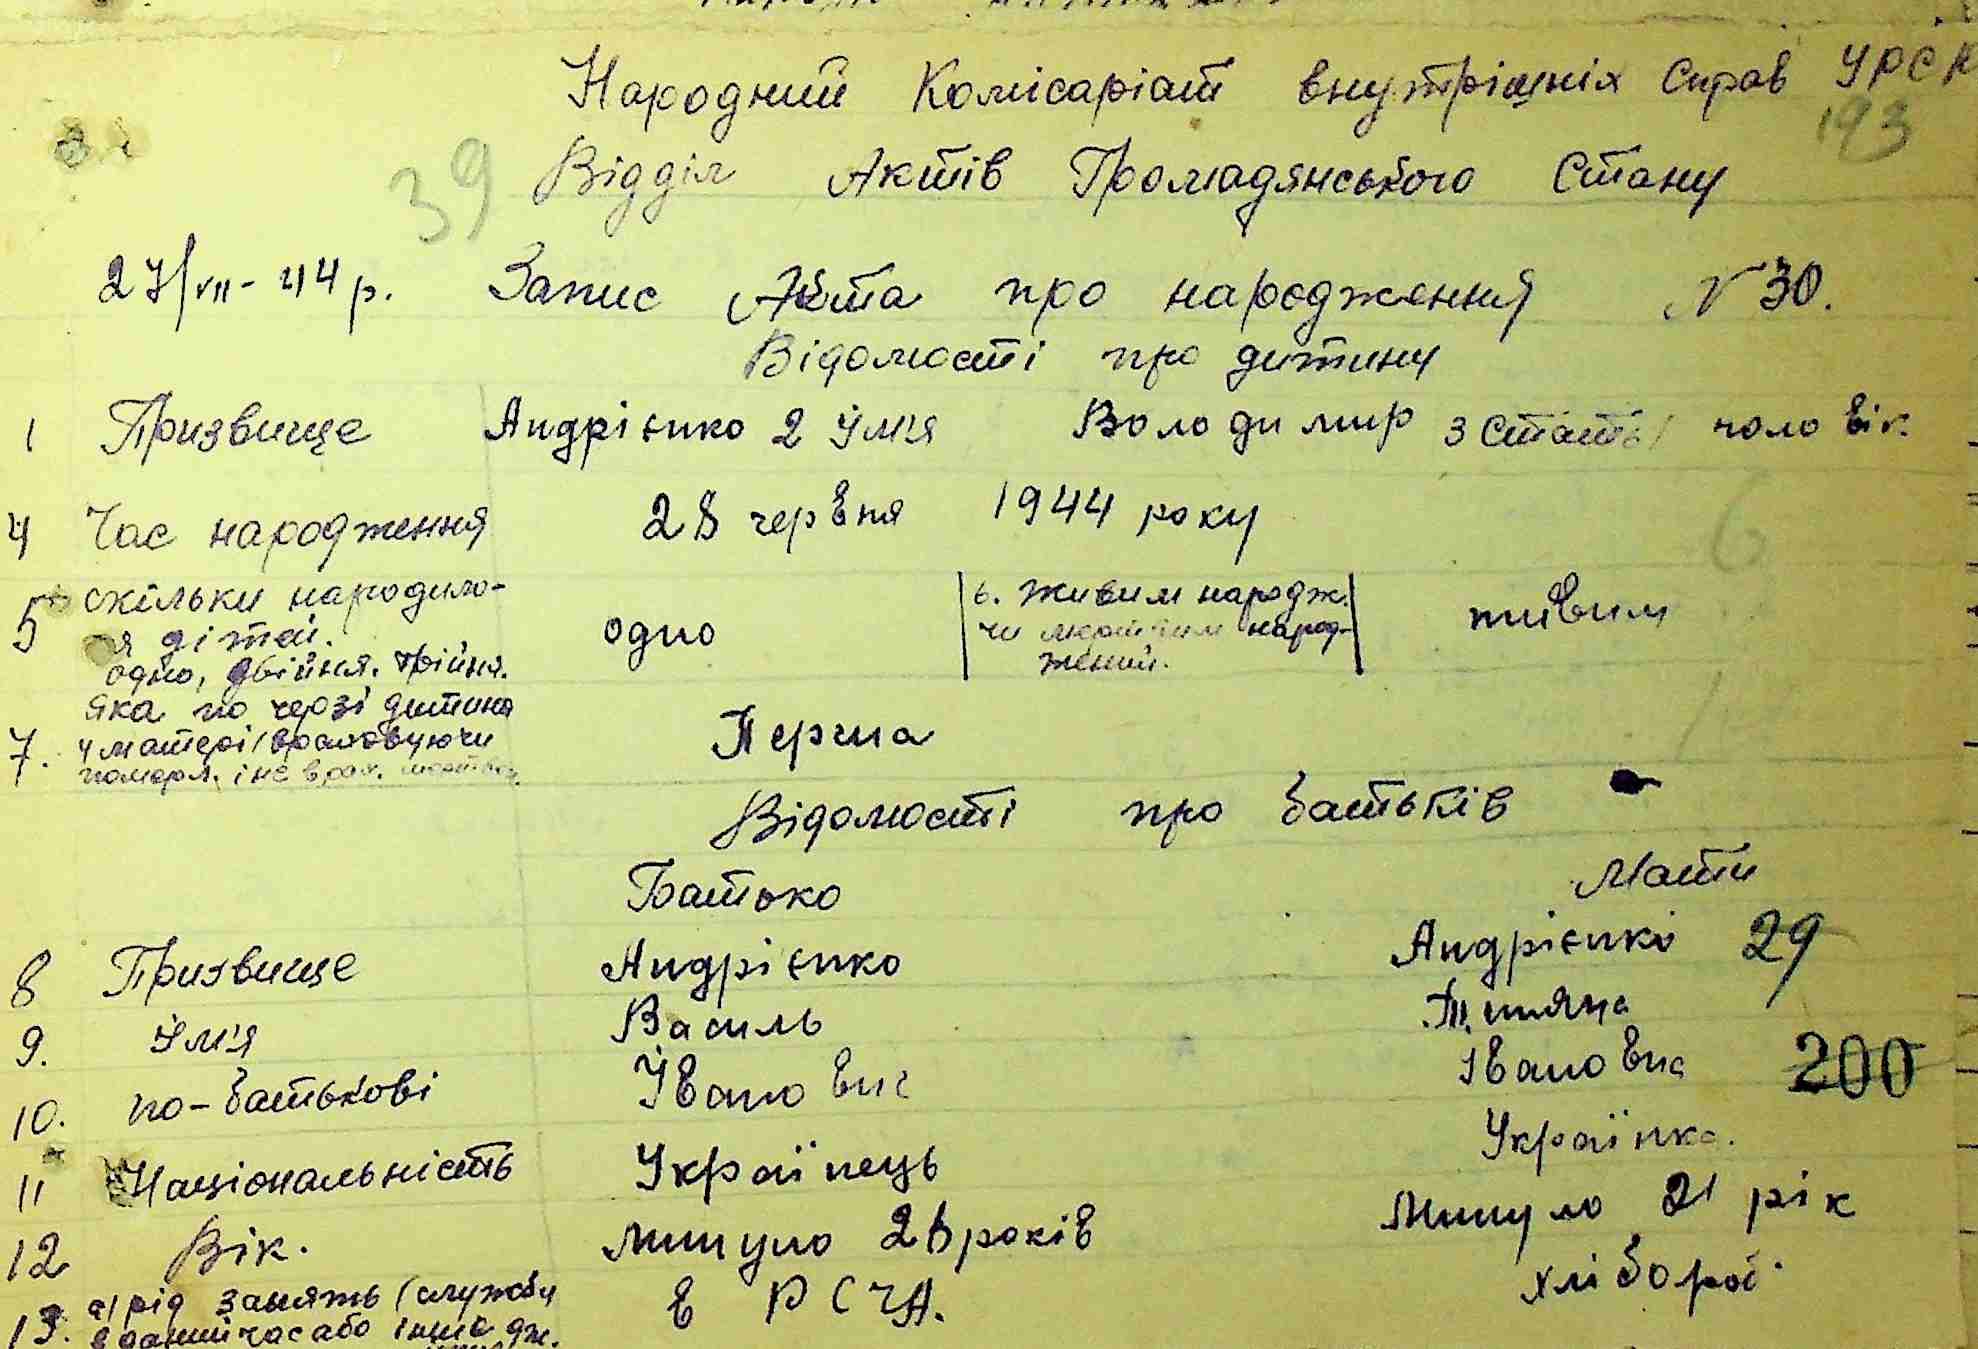 Народний Комісаріат внутрішніх справ УРСР
193
Відділ Актів Громадянського Стану
39
27/VII-44 р. Запис Акта про народження N 30.
Відомості про дитину
1 Призвище Андрієнко 2 Ім'я Володимир 3 Стать чоловік.
4 Час народження 28 червня 1944 року
5 скільки народило-
ся дітей.
одно, двійня, трійня.
одно
6. живим народж.
чи мертвим народ-
жений.
живим
7. яка по черзі дитина
у матері (враховуючи
померл. і не врах.
Перша
Відомості про батьків
Батько Мати
8 Призвище Андрієнко Андрієнко 29
9. Ім'я Василь Тетяна
10. по-батькові Іванович Івановна 200
11 Національність Українець Українка.
12 Вік. Минуло 26 років Минуло 21 рік
13. а) рід занять (служби в РСЧА. хлібороб.
в даний час або інше дж.